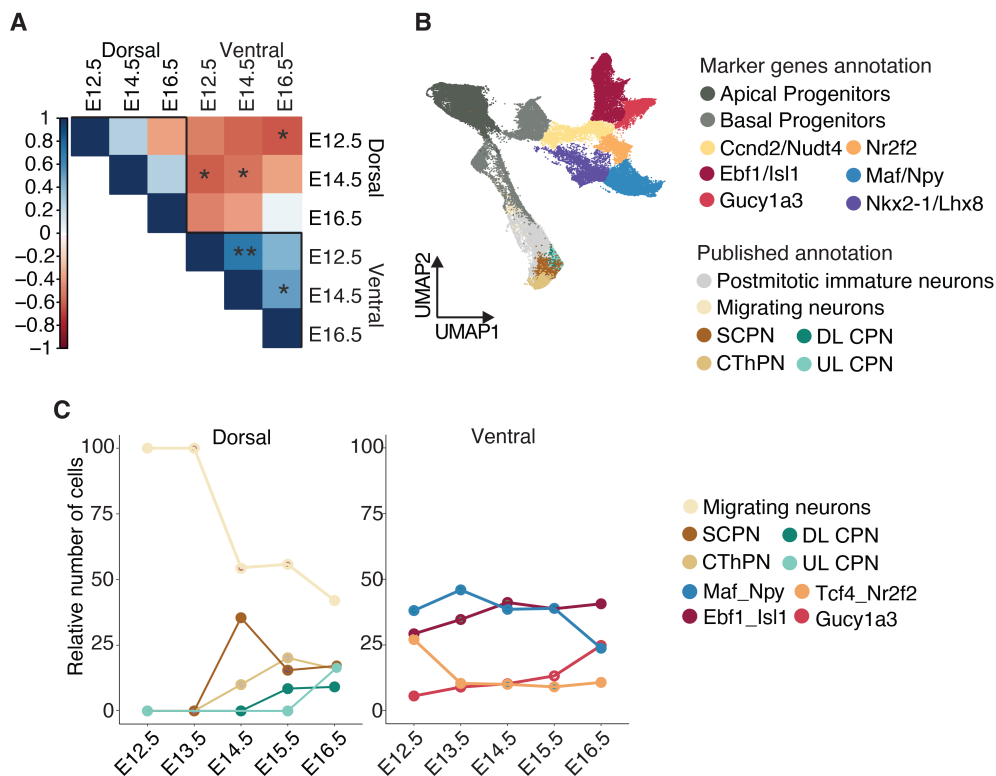 A
Dorsal Ventral
E12.5 E14.5 E16.5 E12.5 E14.5 E16.5
1
0.8
0.6
0.4
0.2
0
−0.2
−0.4
−0.6
−0.8
−1
* E12.5
* * E14.5
E16.5
** E12.5
* E14.5
E16.5
Dorsal
Ventral
B
UMAP2
UMAP1
Marker genes annotation
Apical Progenitors
Basal Progenitors
Ccnd2/Nudt4 Nr2f2
Ebf1/Isl1 Maf/Npy
Gucy1a3 Nkx2-1/Lhx8
Published annotation
Postmitotic immature neurons
Migrating neurons
SCPN DL CPN
CThPN UL CPN
C
Relative number of cells
Dorsal
100
75
50
25
0
E12.5 E13.5 E14.5 E15.5 E16.5
Ventral
100
75
50
25
0
E12.5 E13.5 E14.5 E15.5 E16.5
Migrating neurons
SCPN DL CPN
CThPN UL CPN
Maf_Npy Tcf4_Nr2f2
Ebf1_Isl1 Gucy1a3